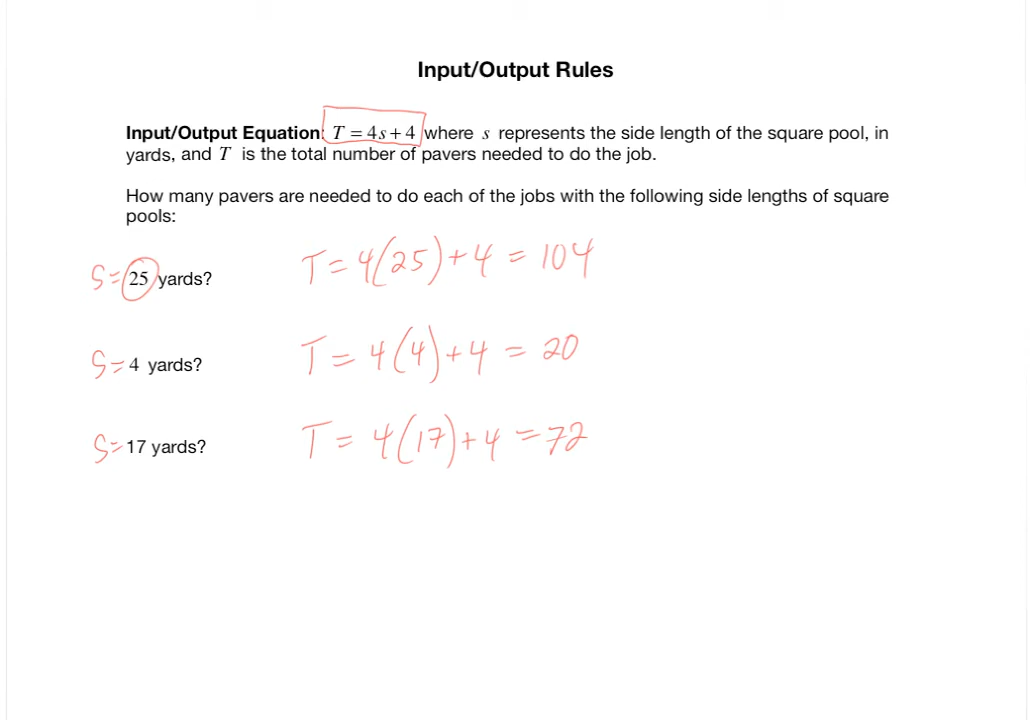 Input/Output Rules
Input/Output Equation: T = 4s + 4 where s represents the side length of the square pool, in
yards, and T is the total number of pavers needed to do the job.
How many pavers are needed to do each of the jobs with the following side lengths of square
pools:
S= 25 yards? T = 4(25) + 4 = 104
S= 4 yards? T = 4(4) + 4 = 20
S= 17 yards? T = 4(17) + 4 = 72